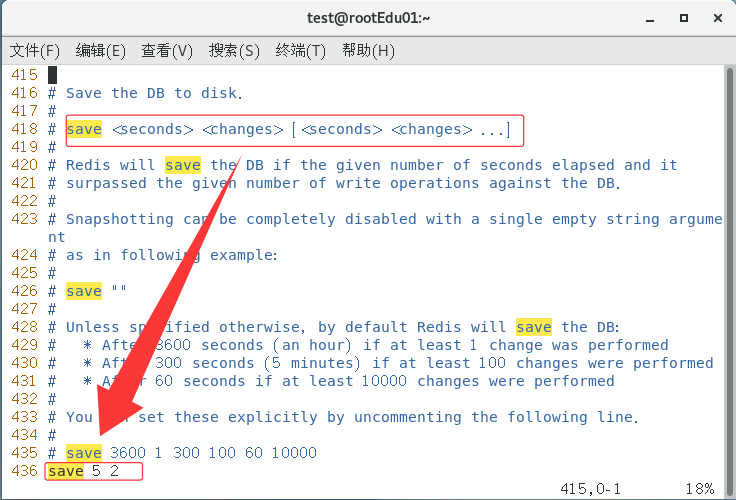 test@rootEdu01:~
文件(F) 编辑(E) 查看(V) 搜索(S) 终端(T) 帮助(H)
415
416 # Save the DB to disk.
417 #
418 # save <seconds> <changes> [<seconds> <changes> ...]
419 #
420 # Redis will save the DB if the given number of seconds elapsed and it
421 # surpassed the given number of write operations against the DB.
422 #
423 # Snapshotting can be completely disabled with a single empty string argume
nt
424 # as in following example:
425 #
426 # save ""
427 #
428 # Unless specified otherwise, by default Redis will save the DB:
429 #   * After 3600 seconds (an hour) if at least 1 change was performed
430 #   * After 300 seconds (5 minutes) if at least 100 changes were performed
431 #   * After 60 seconds if at least 10000 changes were performed
432 #
433 # You can set these explicitly by uncommenting the following line.
434 #
435 # save 3600 1 300 100 60 10000
436 save 5 2
415,0-1 18%